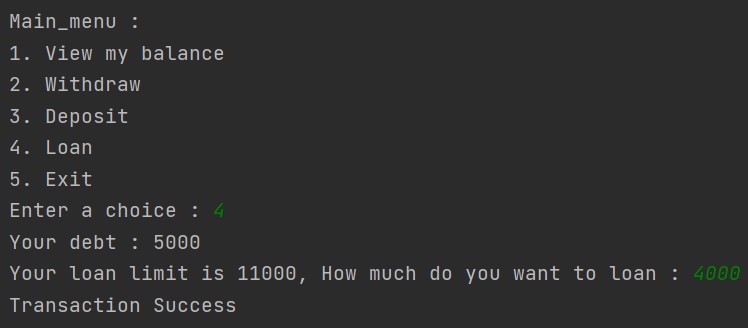 Main_menu :
1. View my balance
2. Withdraw
3. Deposit
4. Loan
5. Exit
Enter a choice : 4
Your debt : 5000
Your loan limit is 11000, How much do you want to loan : 4000
Transaction Success